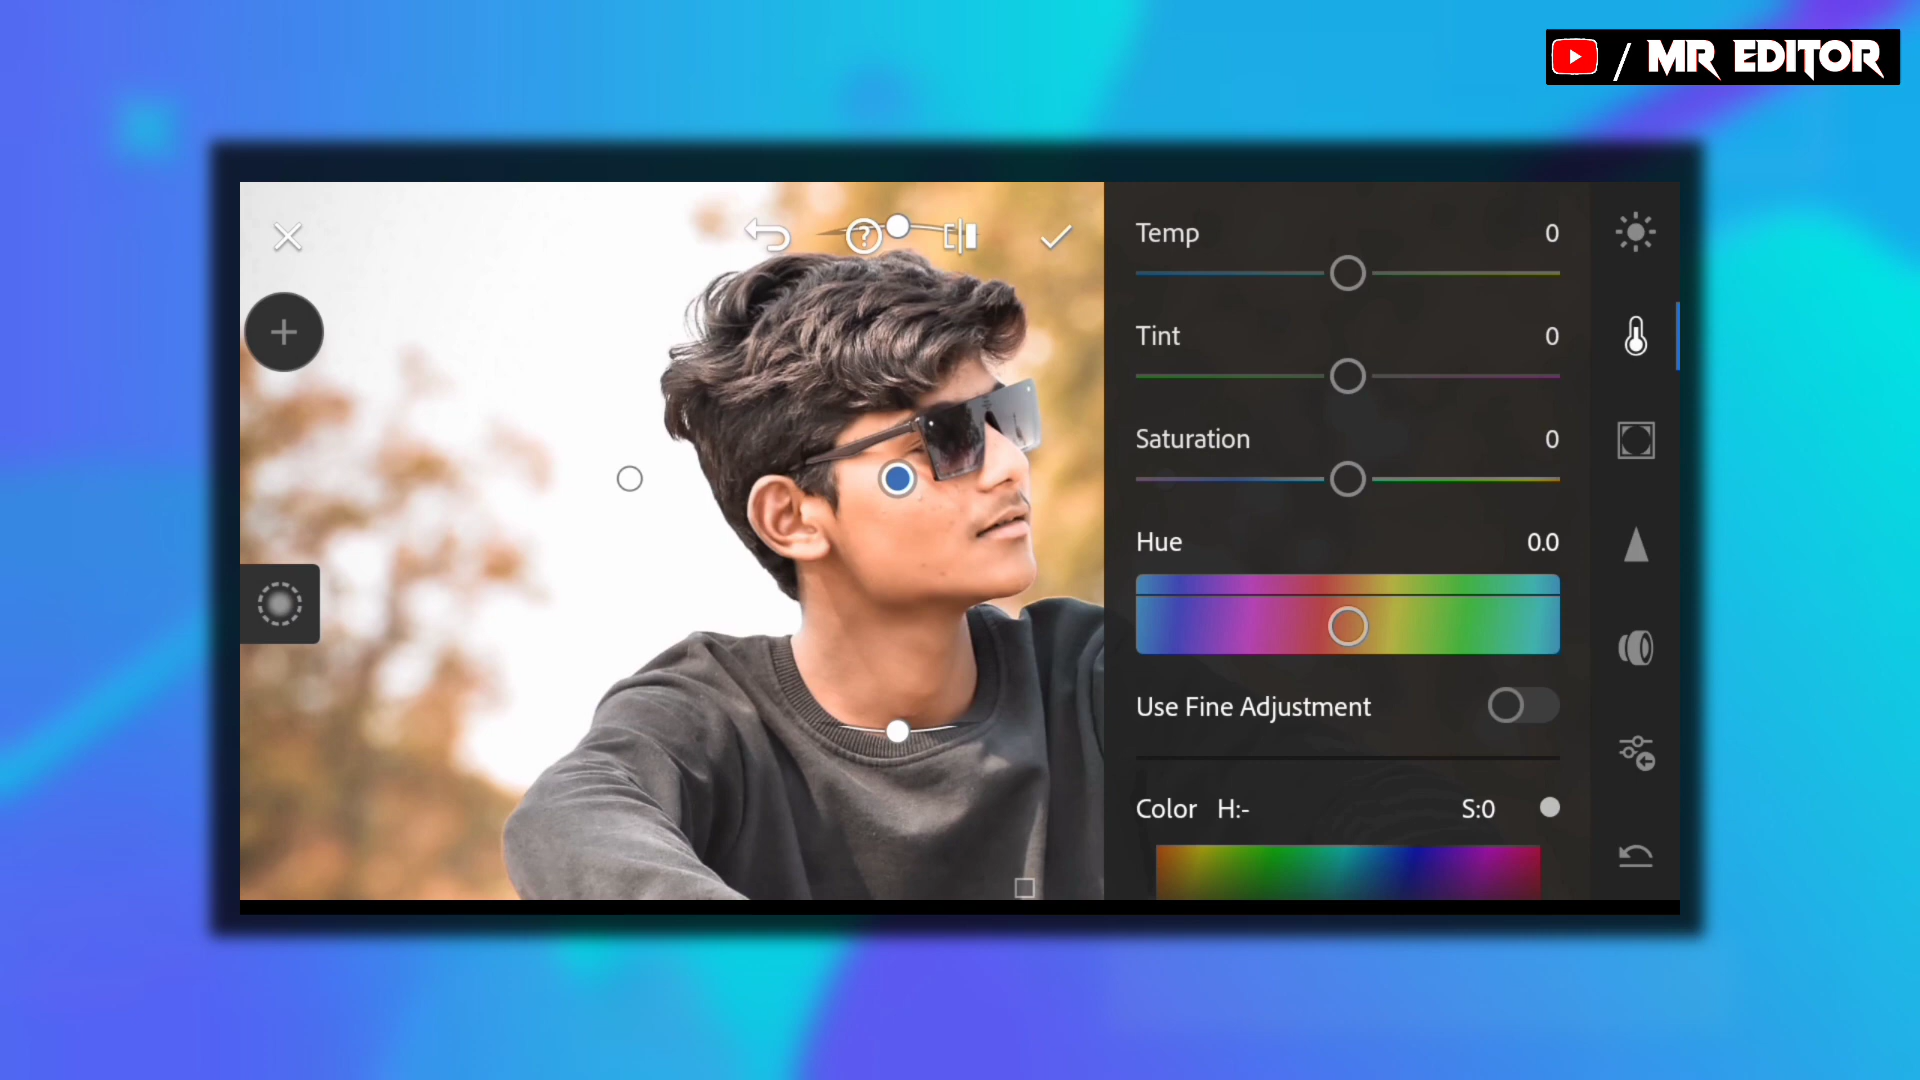 / MR EDITOR
Temp 0
Tint 0
Saturation 0
Hue 0.0
Use Fine Adjustment
Color H:- S:0